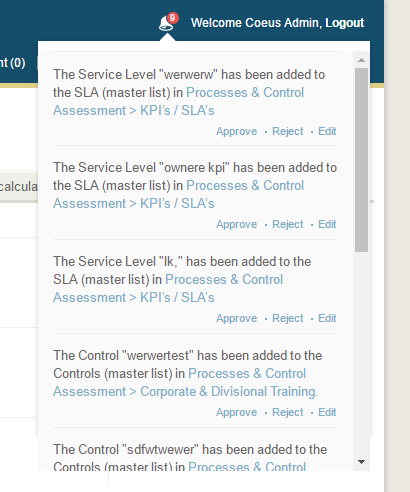 9
Welcome Coeus Admin, Logout
nt (0)
calcula
The Service Level "werwerw" has been added to
the SLA (master list) in Processes & Control
Assessment > KPI's / SLA's
Approve · Reject · Edit
The Service Level "ownere kpi" has been added to
the SLA (master list) in Processes & Control
Assessment > KPI's / SLA's
Approve · Reject · Edit
The Service Level "lk," has been added to the
SLA (master list) in Processes & Control
Assessment > KPI's / SLA's
Approve · Reject · Edit
The Control "werwertest" has been added to the
Controls (master list) in Processes & Control
Assessment > Corporate & Divisional Training.
Approve · Reject · Edit
The Control "sdfwtwewer" has been added to the
Controls (master list) in Processes & Control